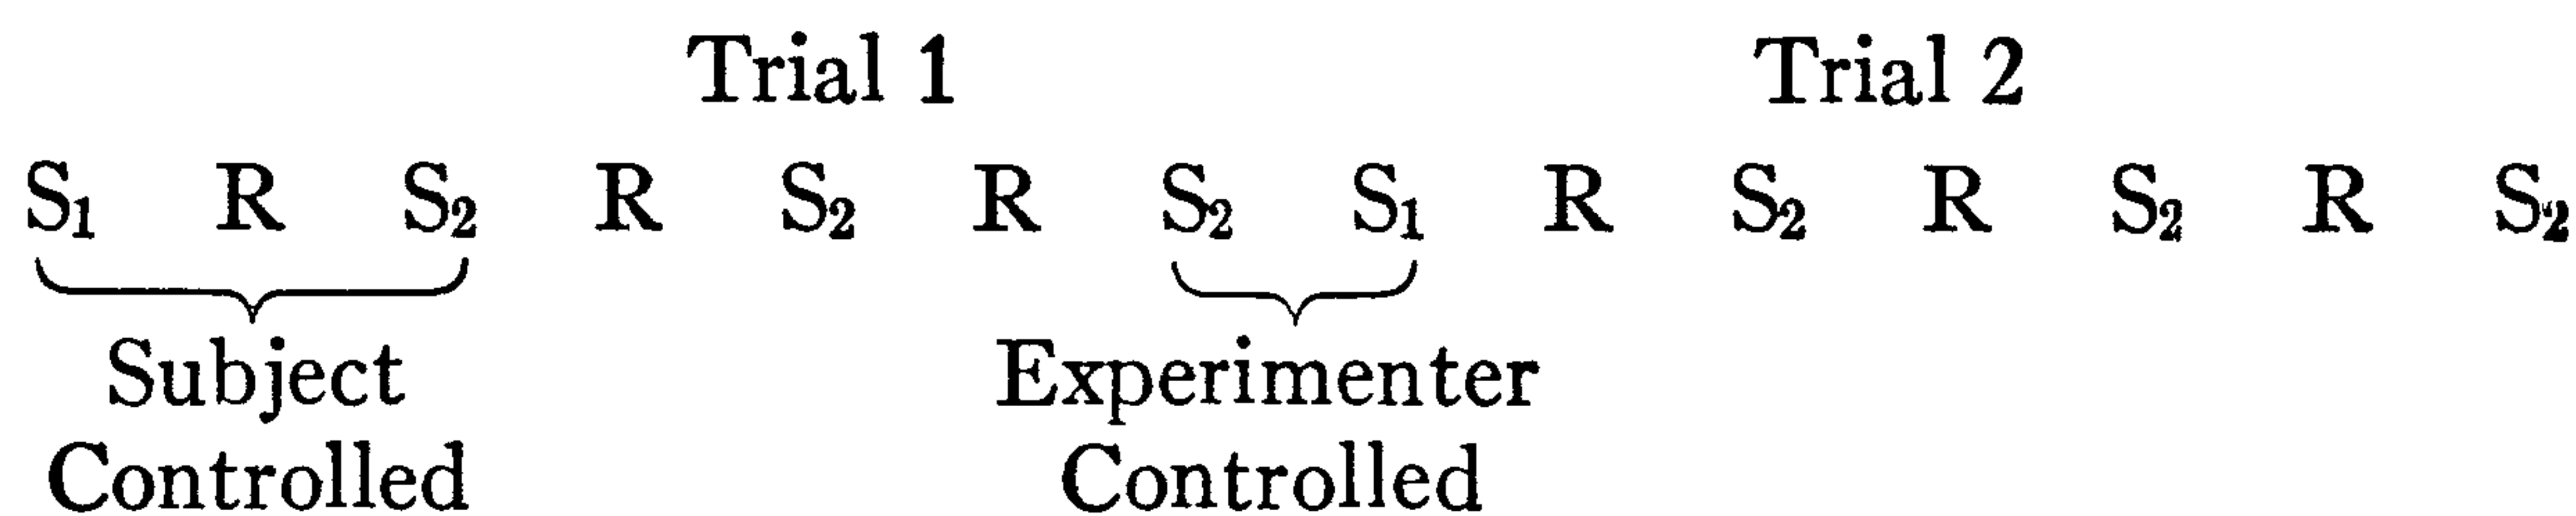 Trial 1 Trial 2
S₁ R S₂ R S₂ R S₂ S₁ R S₂ R S₂ R S₂
Subject Experimenter
Controlled Controlled